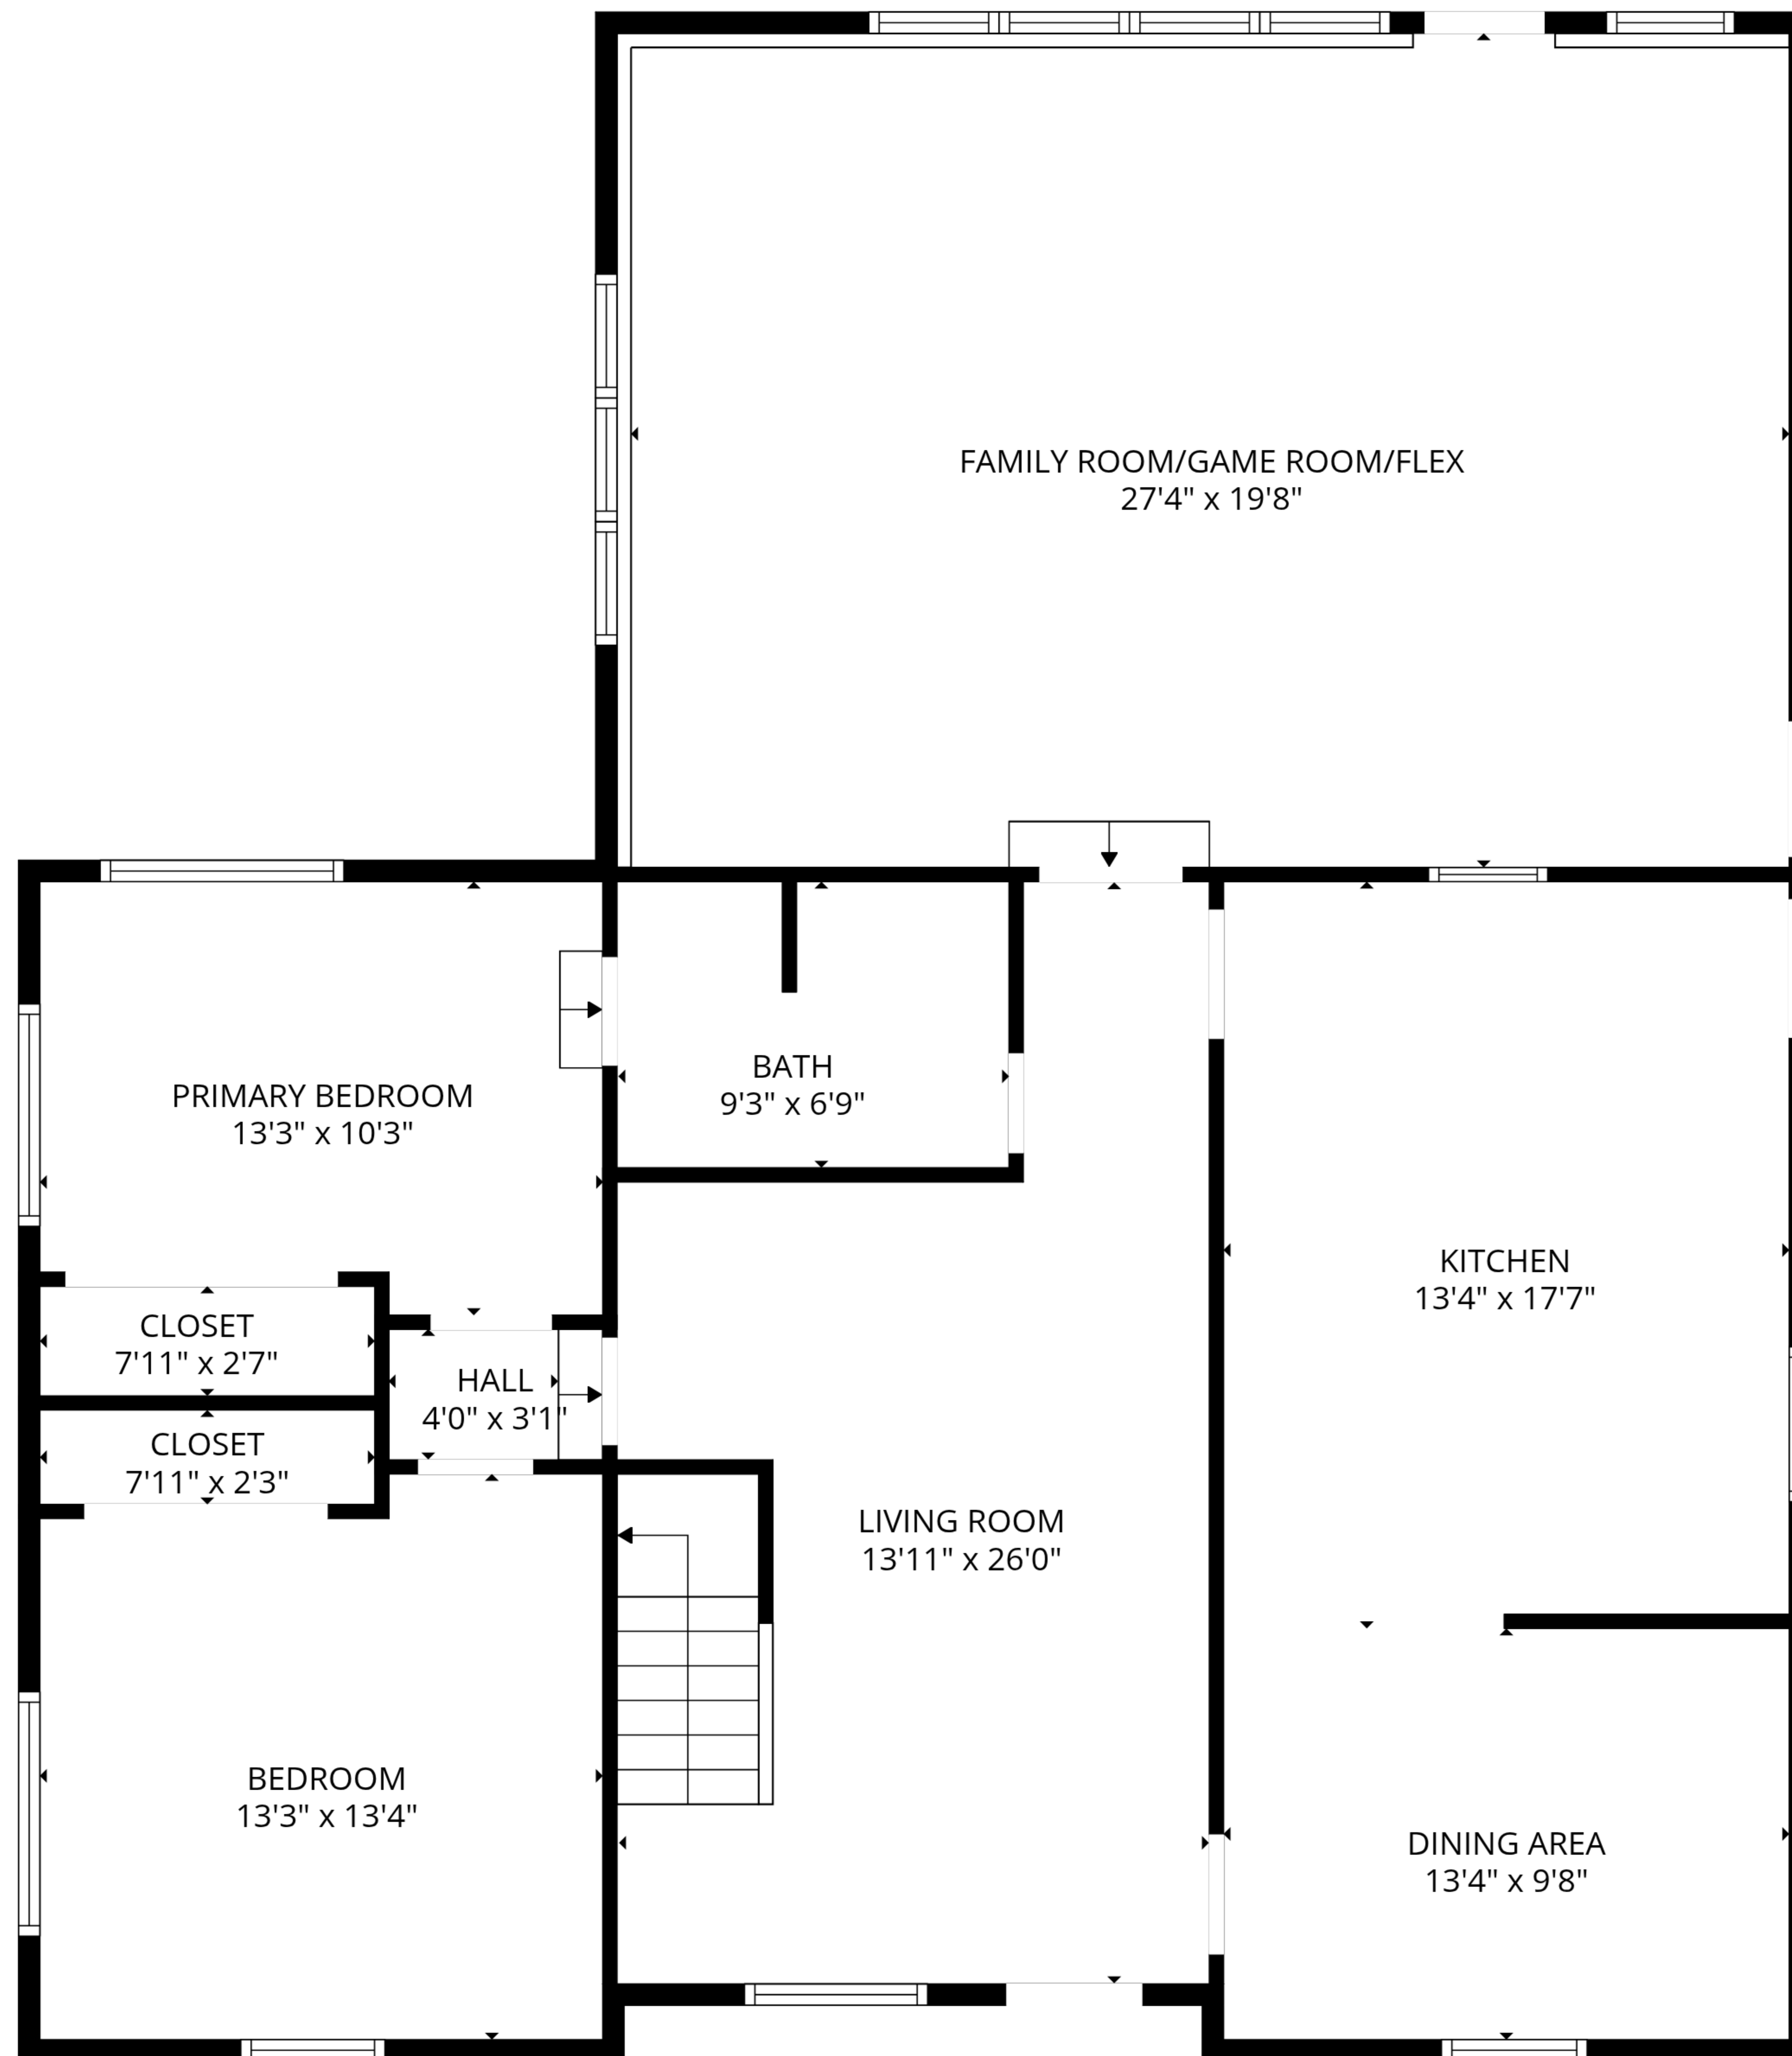 FAMILY ROOM/GAME ROOM/FLEX
27'4" x 19'8"
BATH
9'3" x 6'9"
PRIMARY BEDROOM
13'3" x 10'3"
KITCHEN
13'4" x 17'7"
CLOSET
7'11" x 2'7"
HALL
4'0" x 3'1"
CLOSET
7'11" x 2'3"
LIVING ROOM
13'11" x 26'0"
BEDROOM
13'3" x 13'4"
DINING AREA
13'4" x 9'8"